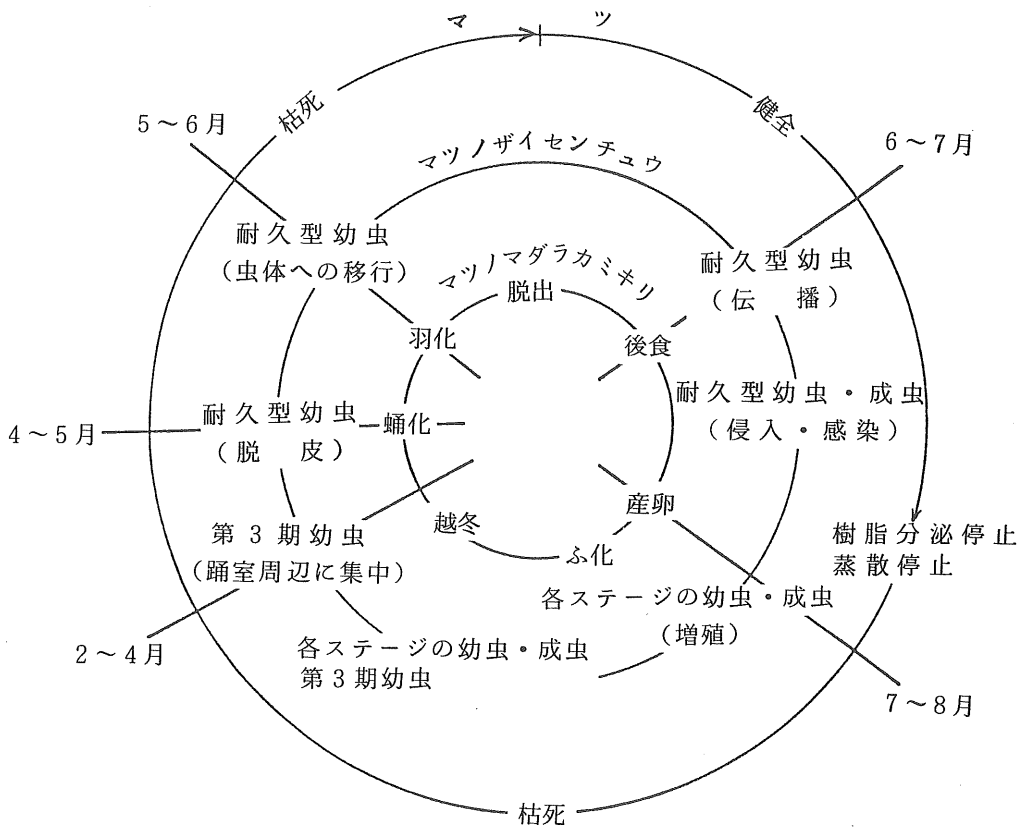 マツ
枯死
健全
5～6月
6～7月
マツノザイセンチュウ
耐久型幼虫
(虫体への移行)
耐久型幼虫
(伝播)
マツノマダラカミキリ
脱出
羽化
後食
4～5月
耐久型幼虫
(脱皮)
蛹化
耐久型幼虫・成虫
(侵入・感染)
第3期幼虫
(踊室周辺に集中)
越冬
産卵
ふ化
樹脂分泌停止
蒸散停止
2～4月
各ステージの幼虫・成虫
(増殖)
各ステージの幼虫・成虫
第3期幼虫
7～8月
枯死